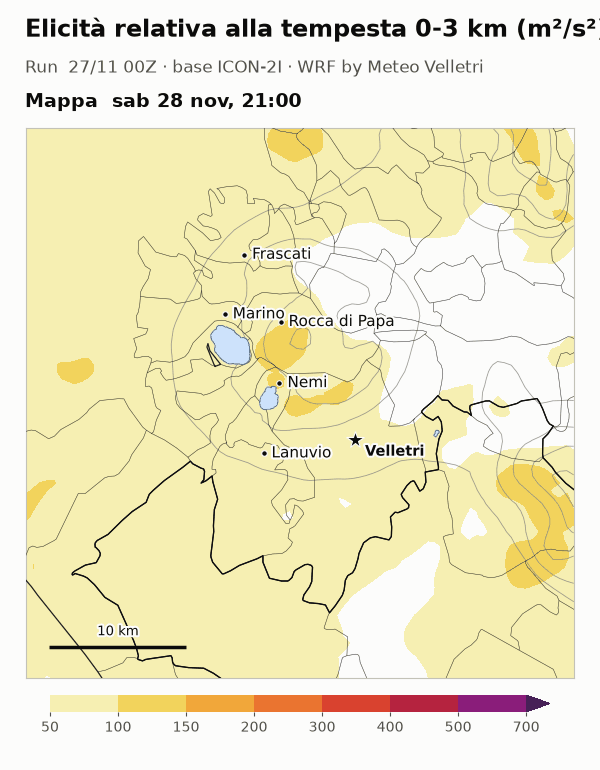 Elicità relativa alla tempesta 0-3 km (m²/s²)
Run  27/11 00Z · base ICON-2I · WRF by Meteo Velletri
Mappa  sab 28 nov, 21:00
Frascati
Marino
Rocca di Papa
Nemi
Velletri
Lanuvio
10 km
50 100 150 200 300 400 500 700